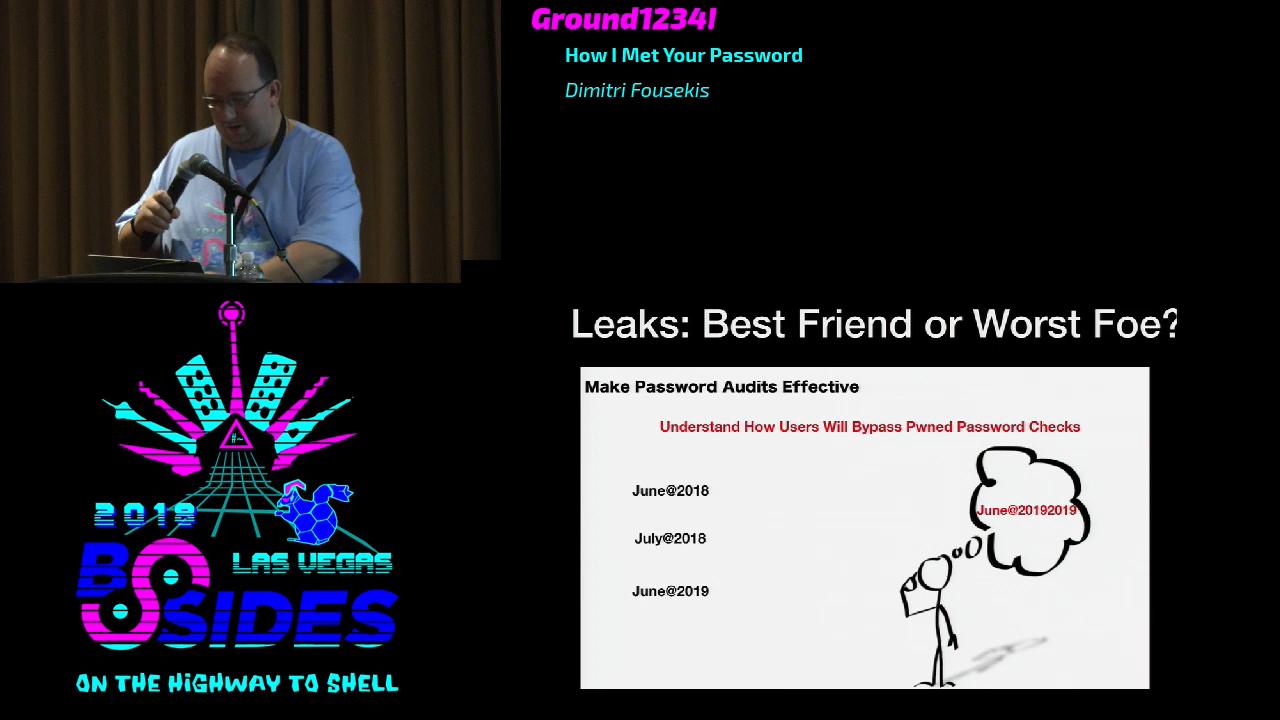 Ground1234!
How I Met Your Password
Dimitri Fousekis
Leaks: Best Friend or Worst Foe?
Make Password Audits Effective
Understand How Users Will Bypass Pwned Password Checks
June@2018
July@2018
June@2019
June@20192019
#~
2019
LAS VEGAS
BSIDES
ON THE HIGHWAY TO SHELL